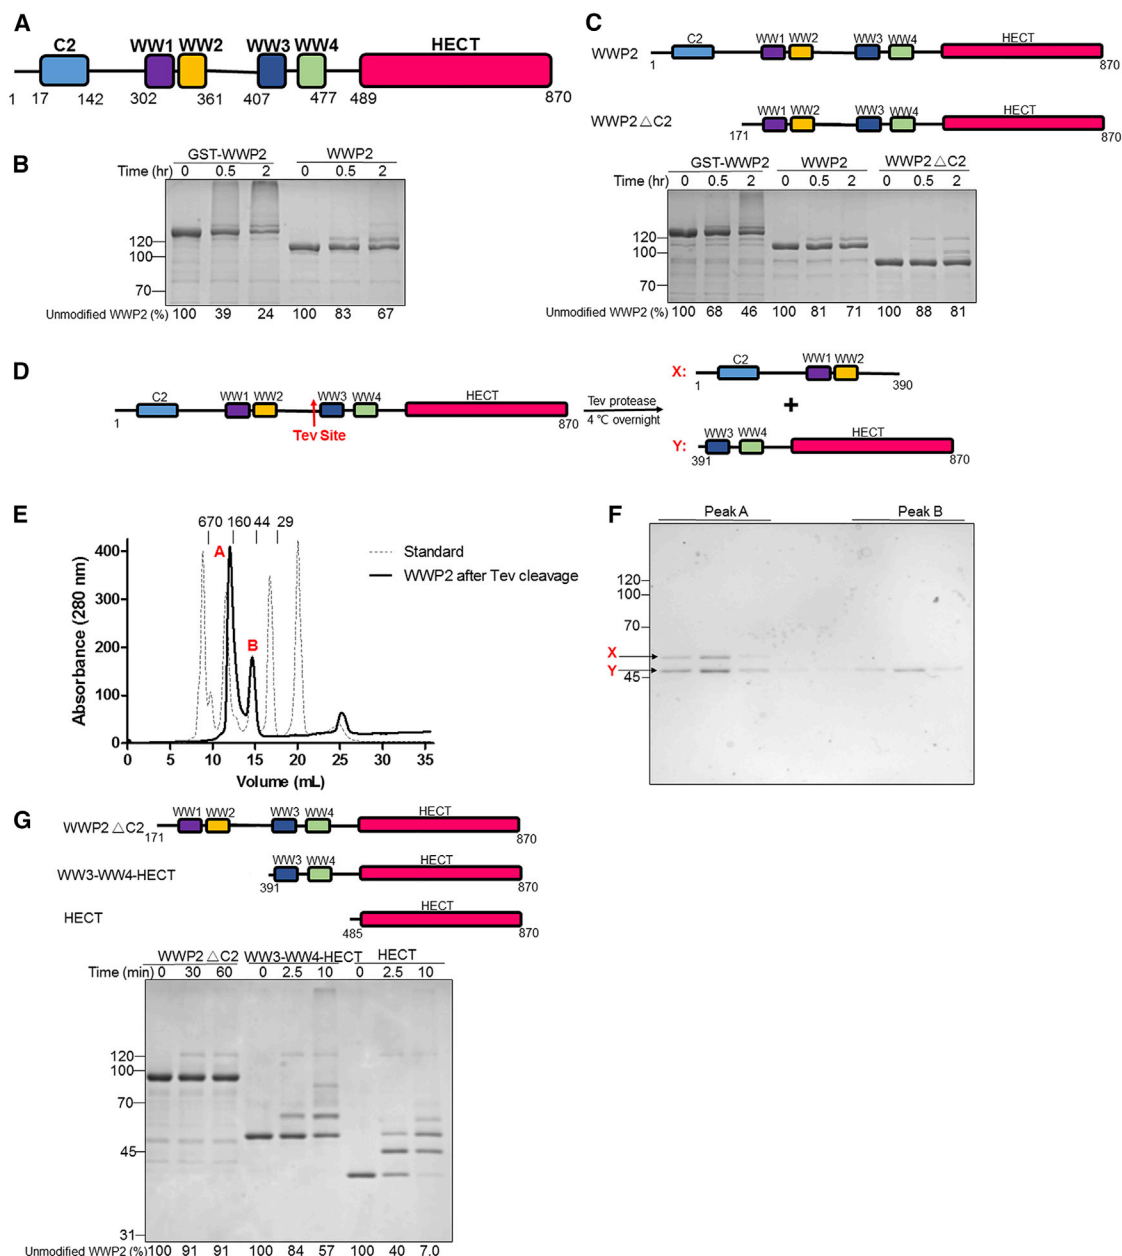 A
C2 WW1 WW2 WW3 WW4 HECT
1 17 142 302 361 407 477 489 870
B
GST-WWP2 WWP2
Time (hr) 0 0.5 2 0 0.5 2
120
100
70
Unmodified WWP2 (%) 100 39 24 100 83 67
C
WWP2 C2 WW1 WW2 WW3 WW4 HECT
1 870
WWP2 △C2 WW1 WW2 WW3 WW4 HECT
171 870
GST-WWP2 WWP2 WWP2 △C2
Time (hr) 0 0.5 2 0 0.5 2 0 0.5 2
120
100
70
Unmodified WWP2 (%) 100 68 46 100 81 71 100 88 81
D
C2 WW1 WW2 WW3 WW4 HECT
1 870
Tev Site
Tev protease
4 °C overnight
X: C2 WW1 WW2
1 390
+
Y: WW3 WW4 HECT
391 870
E
670 160 44 29
A
B
Standard
WWP2 after Tev cleavage
Absorbance (280 nm)
400
300
200
100
0
0 5 10 15 20 25 30 35
Volume (mL)
F
Peak A Peak B
120
100
70
X
Y
45
G
WWP2 △C2 WW1 WW2 WW3 WW4 HECT
171 870
WW3-WW4-HECT WW3 WW4 HECT
391 870
HECT HECT
485 870
WWP2 △C2 WW3-WW4-HECT HECT
Time (min) 0 30 60 0 2.5 10 0 2.5 10
120
100
70
45
31
Unmodified WWP2 (%) 100 91 91 100 84 57 100 40 7.0